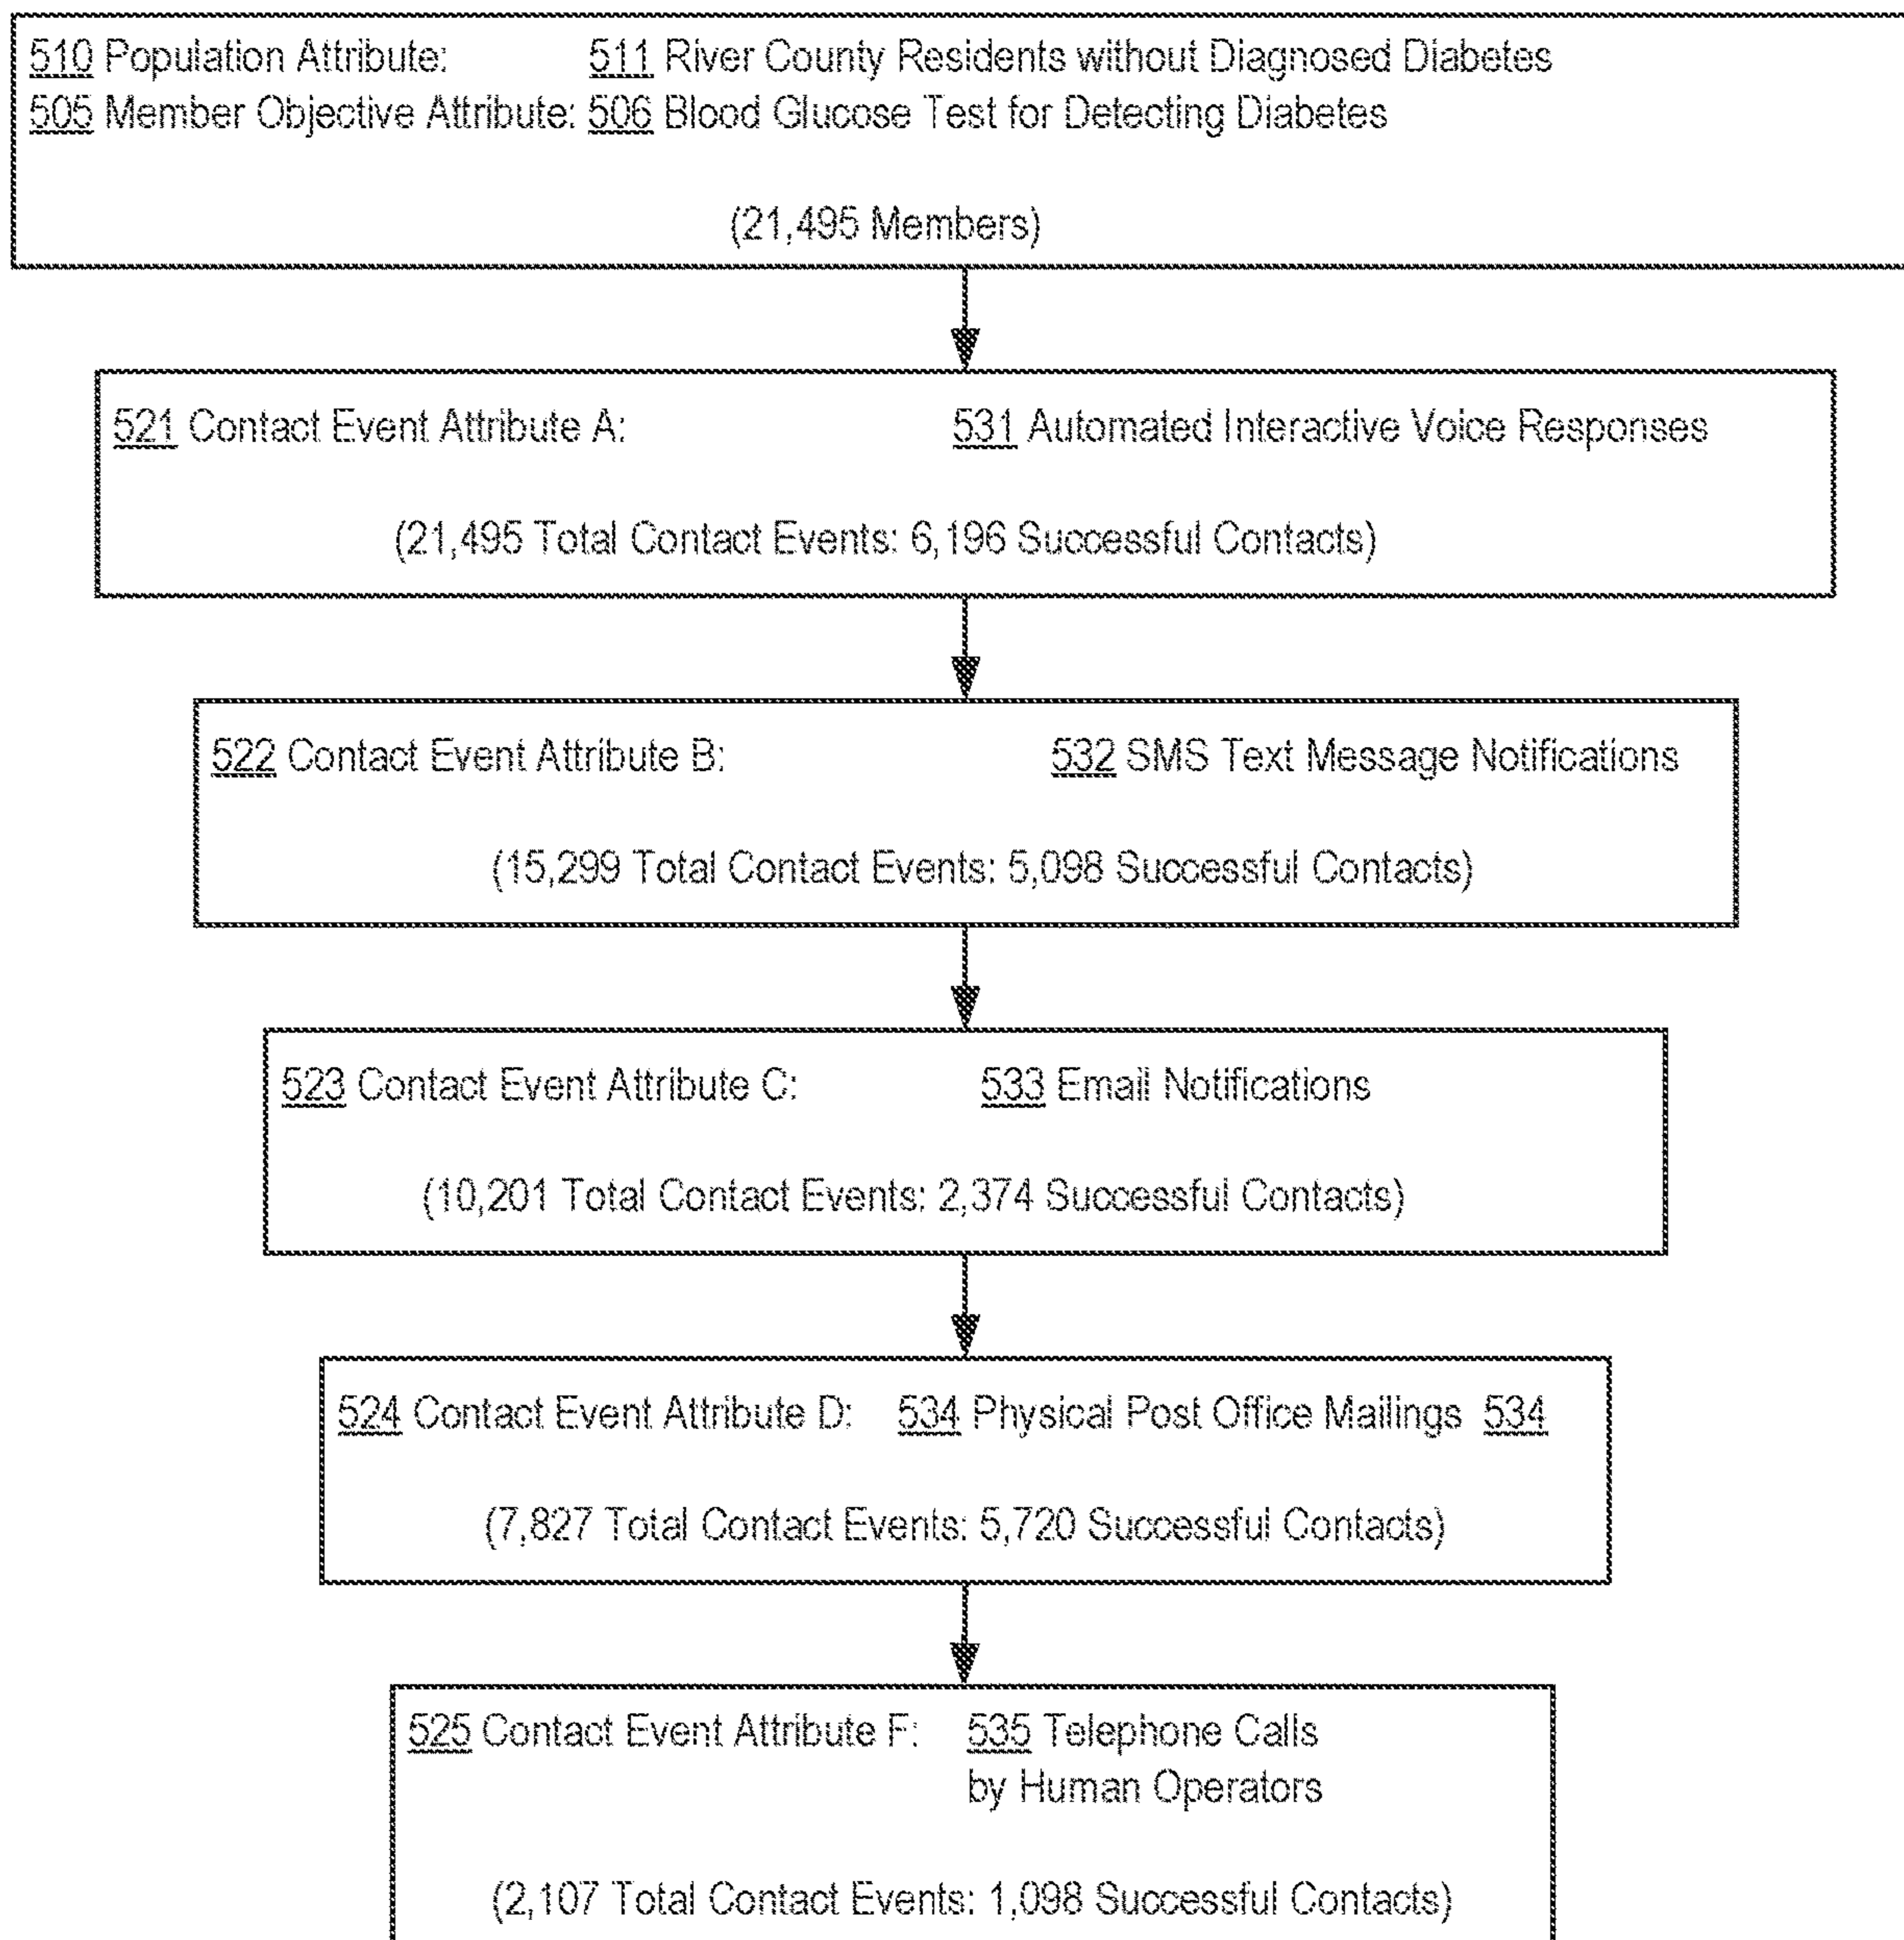 510 Population Attribute: 511 River County Residents without Diagnosed Diabetes
505 Member Objective Attribute: 506 Blood Glucose Test for Detecting Diabetes
(21,495 Members)
521 Contact Event Attribute A: 531 Automated Interactive Voice Responses
(21,495 Total Contact Events: 6,196 Successful Contacts)
522 Contact Event Attribute B: 532 SMS Text Message Notifications
(15,299 Total Contact Events: 5,098 Successful Contacts)
523 Contact Event Attribute C: 533 Email Notifications
(10,201 Total Contact Events: 2,374 Successful Contacts)
524 Contact Event Attribute D: 534 Physical Post Office Mailings 534
(7,827 Total Contact Events: 5,720 Successful Contacts)
525 Contact Event Attribute F: 535 Telephone Calls
by Human Operators
(2,107 Total Contact Events: 1,098 Successful Contacts)